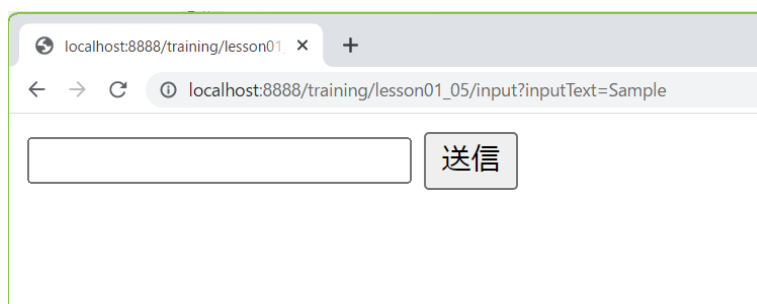 localhost:8888/training/lesson01_
localhost:8888/training/lesson01_05/input?inputText=Sample
送信